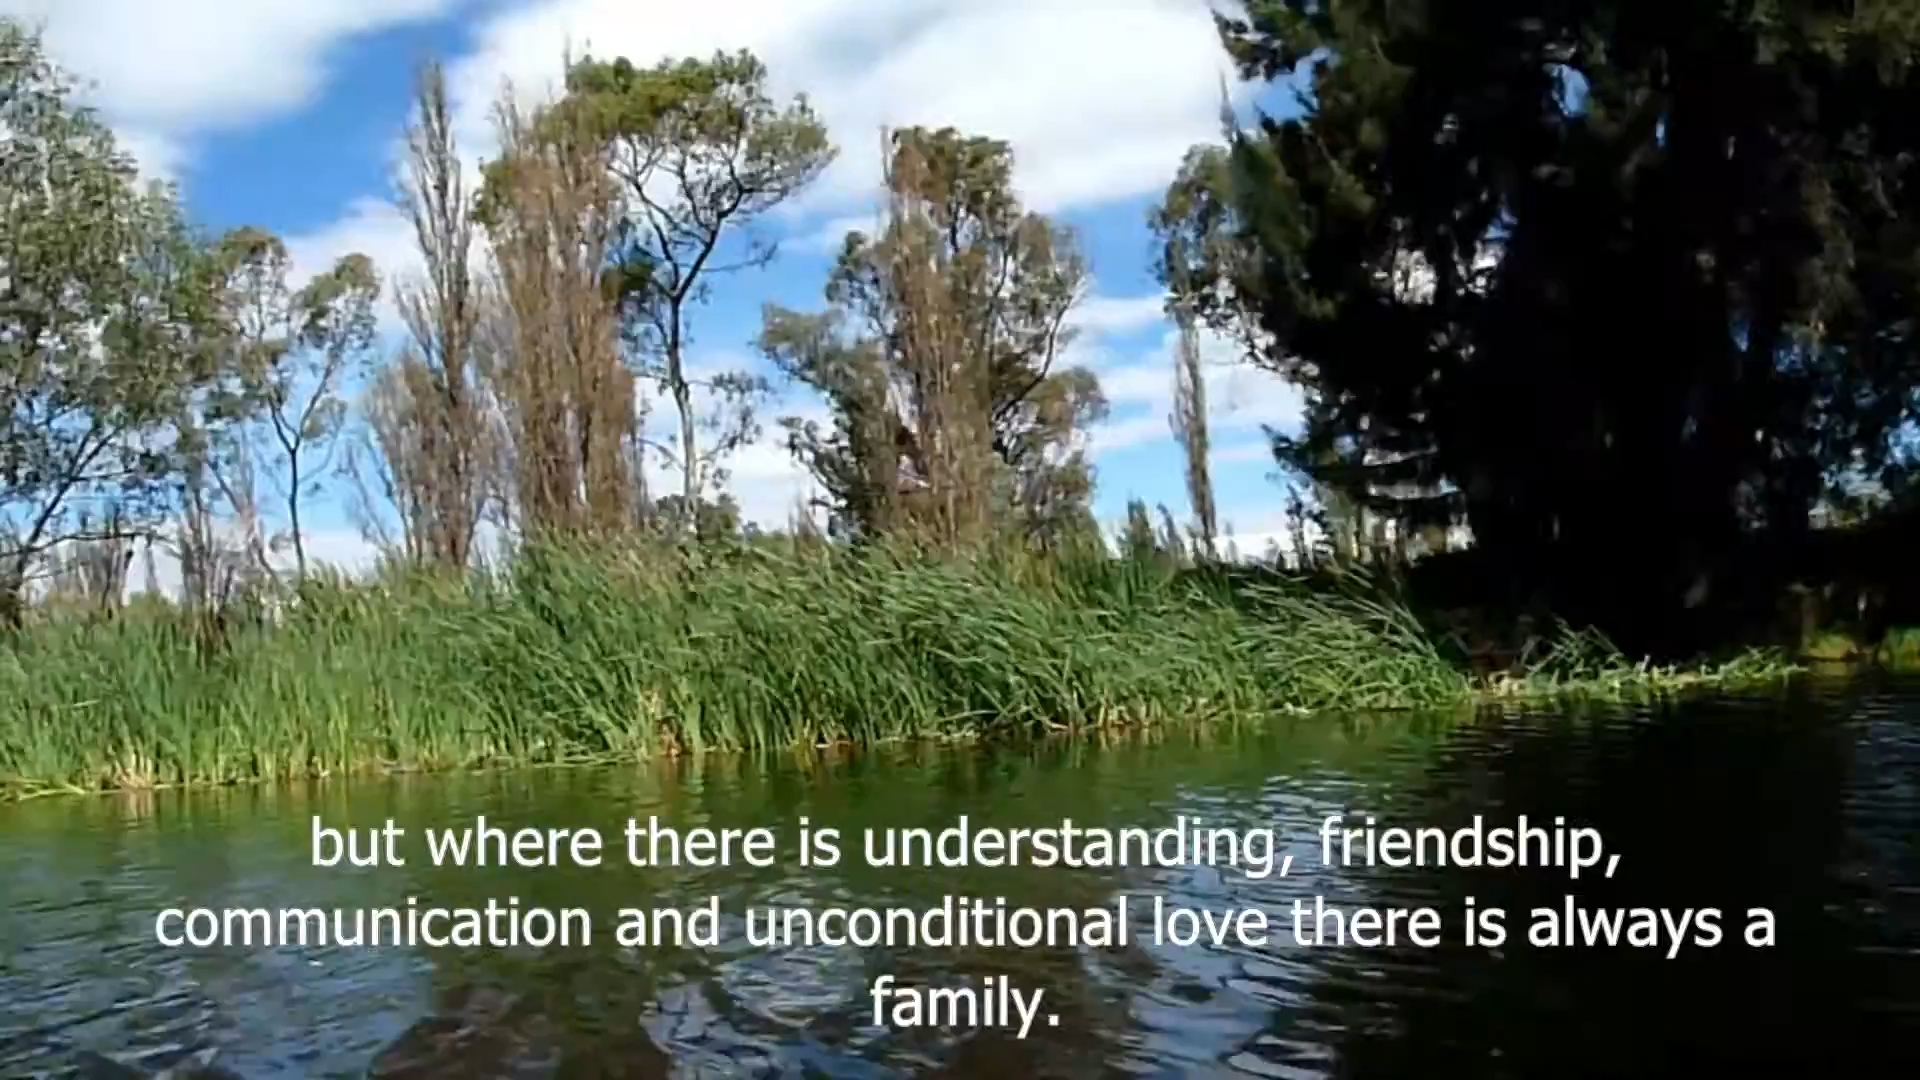 but where there is understanding, friendship,
communication and unconditional love there is always a
family.